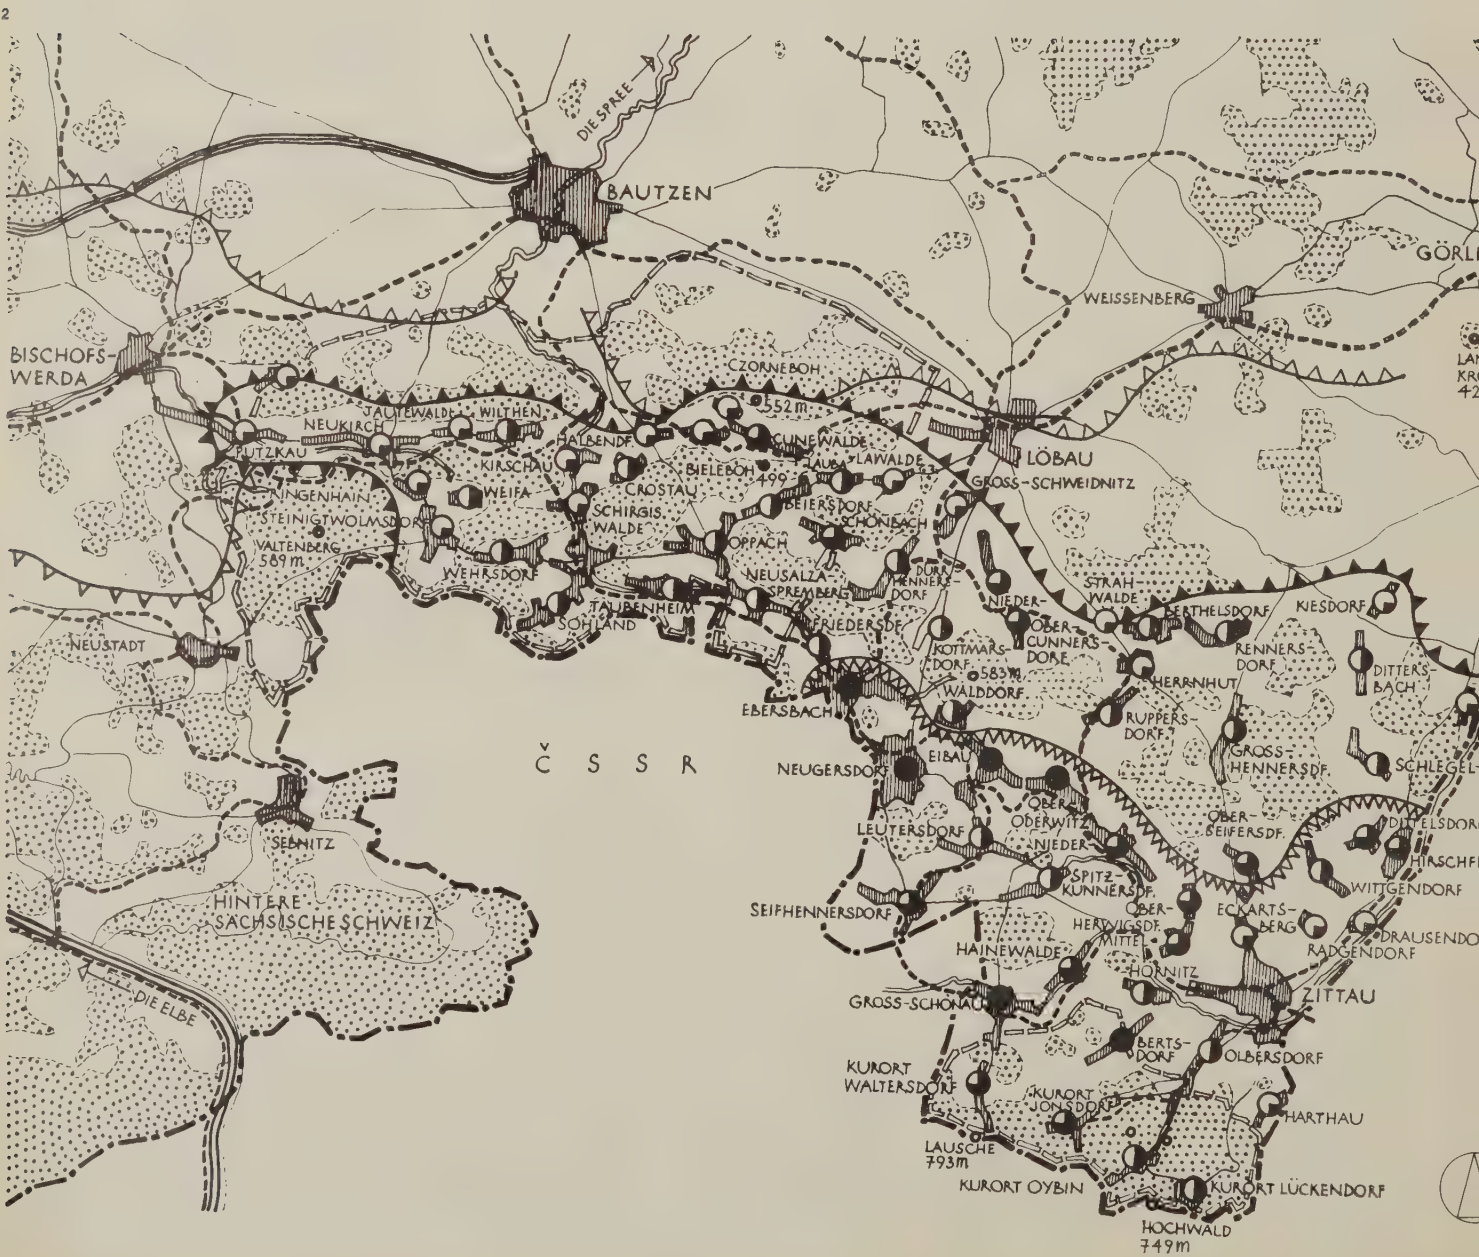 2
DIE SPREE
BAUTZEN
GÖRLI
WEISSENBERG
BISCHOFS-
WERDA
CZORNEBOH
552m
LAN
KRO
42
TAUTEWALDE
WILTHEN
NEUKIRCH
PUTZKAU
HALBENDF.
CUNEWALDE
LÖBAU
KIRSCHAU
BIELEBOH
499
LAUBA
LAWALDE
GROSS-SCHWEIDNITZ
RINGENHAIN
WEIFA
CROSTAU
SCHIRGIS
WALDE
BEIERSDORF
SCHÖNBACH
STEINIGTWOLMSDORF
VALTENBERG
589m
OPPACH
WEHRSDORF
NEUSALZA
SPREMBERG
DÜRR
HENNERS-
DORF
TAUBENHEIM
SOHLAND
FRIEDERSDF.
NIEDER-
OBER-
CUNNERS-
DORF
STRAH-
WALDE
BERTHELSDORF
KIESDORF
NEUSTADT
KOTTMARS-
DORF
583m
RENNERS-
DORF
DITTERS-
BACH
HERRNHUT
WALDDORF
EBERSBACH
RUPPERS-
DORF
GROSS-
HENNERSDF.
SCHLEGEL
ČSSR
NEUGERSDORF
EIBAU
OBER-
ODERWITZ
NIEDER
LEUTERSDORF
OBER-
SEIFERSDF.
DITTELSDORF
HIRSCHFE
SEBNITZ
SPITZ-
KUNNERSDF.
WITTGENDORF
HINTERE
SÄCHSISCHE SCHWEIZ
SEIFHENNERSDORF
OBER-
HERWIGSDF.
MITTEL
ECKARTS-
BERG
RADGENDORF
DRAUSENDO
HAINEWALDE
HÖRNITZ
DIE ELBE
GROSS-SCHÖNAU
ZITTAU
BERTS-
DORF
OLBERSDORF
KURORT
WALTERSDORF
KURORT
JONSDORF
HARTHAU
LAUSCHE
793m
KURORT OYBIN
KURORT LÜCKENDORF
HOCHWALD
749m